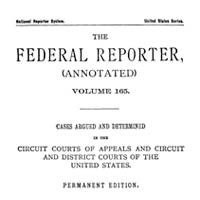 National Reporter System. United States Series.
THE
FEDERAL REPORTER,
(ANNOTATED)
VOLUME 165.
CASES ARGUED AND DETERMINED
IN THE
CIRCUIT COURTS OF APPEALS AND CIRCUIT
AND DISTRICT COURTS OF THE
UNITED STATES.
PERMANENT EDITION.